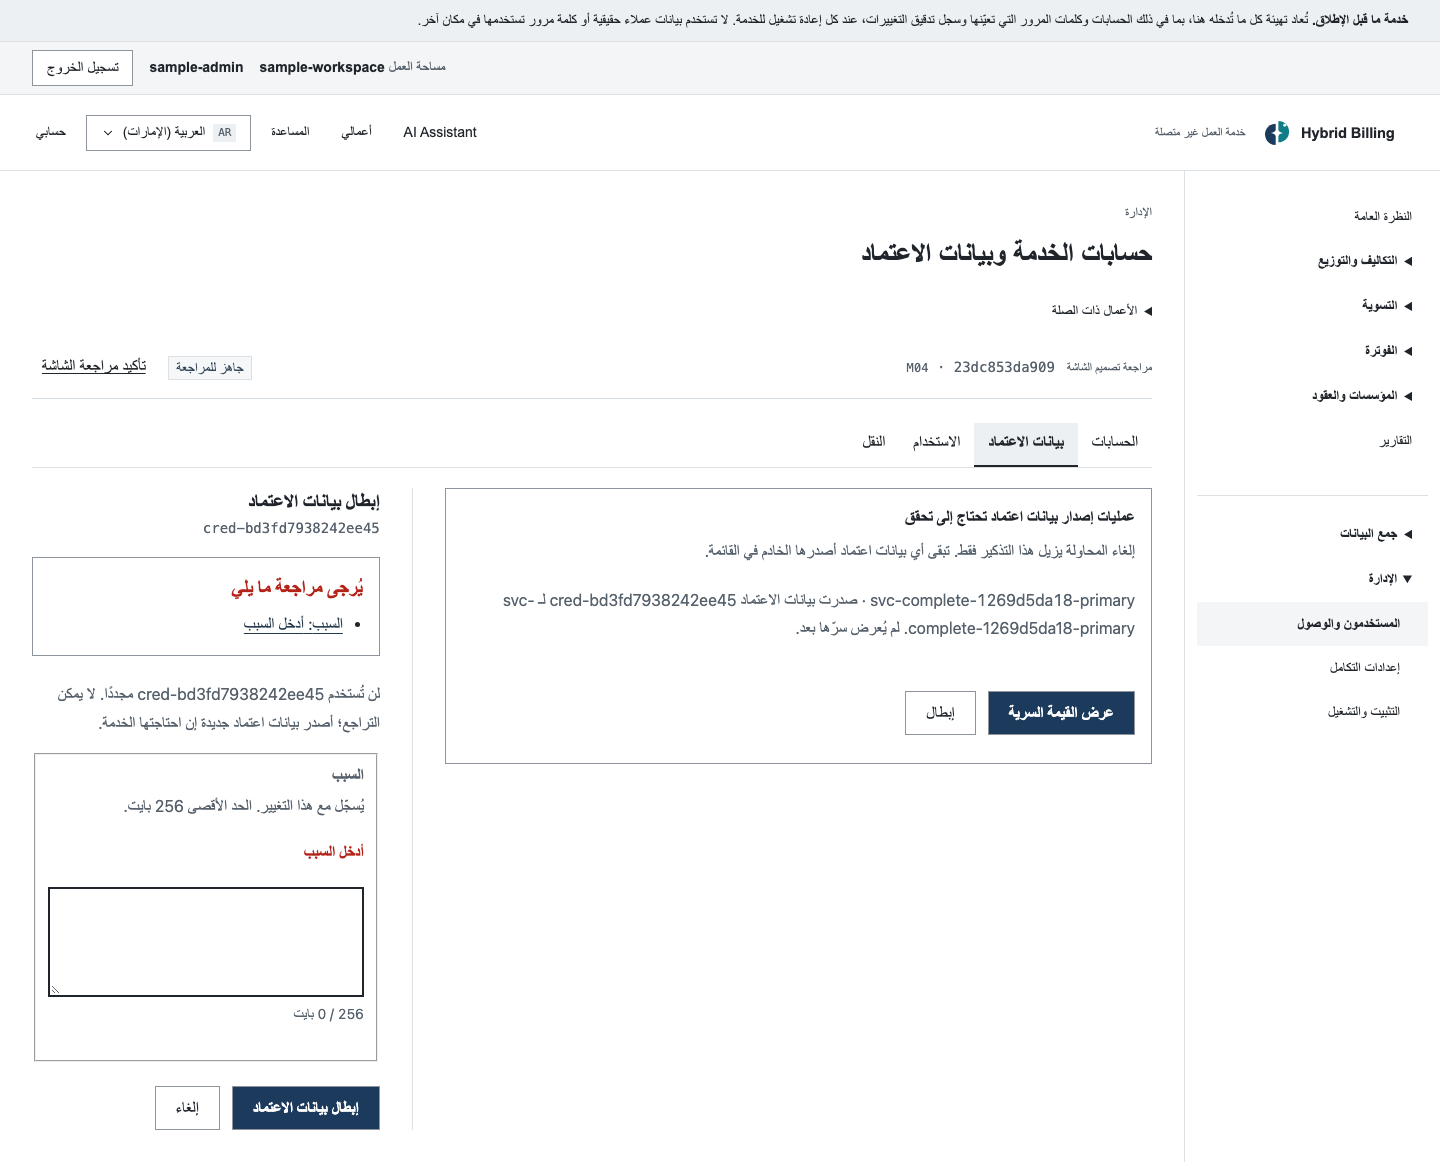 خدمة ما قبل الإطلاق. تُعاد تهيئة كل ما تُدخله هنا، بما في ذلك الحسابات وكلمات المرور التي تعيّنها وسجل تدقيق التغييرات، عند كل إعادة تشغيل للخدمة. لا تستخدم بيانات عملاء حقيقية أو كلمة مرور تستخدمها في مكان آخر.
مساحة العمل sample-workspace
sample-admin
تسجيل الخروج
Hybrid Billing
خدمة العمل غير متصلة
AI Assistant
أعمالي
المساعدة
AR العربية (الإمارات)
حسابي
النظرة العامة
التكاليف والتوزيع
التسوية
الفوترة
المؤسسات والعقود
التقارير
جمع البيانات
الإدارة
المستخدمون والوصول
إعدادات التكامل
التثبيت والتشغيل
الإدارة
حسابات الخدمة وبيانات الاعتماد
الأعمال ذات الصلة
مراجعة تصميم الشاشة 23dc853da909 · M04
جاهز للمراجعة
تأكيد مراجعة الشاشة
الحسابات
بيانات الاعتماد
الاستخدام
النقل
عمليات إصدار بيانات اعتماد تحتاج إلى تحقق
إلغاء المحاولة يزيل هذا التذكير فقط. تبقى أي بيانات اعتماد أصدرها الخادم في القائمة.
svc-complete-1269d5da18-primary · صدرت بيانات الاعتماد cred-bd3fd7938242ee45 لـ svc-
complete-1269d5da18-primary. لم يُعرض سرّها بعد.
عرض القيمة السرية
إبطال
إبطال بيانات الاعتماد
cred-bd3fd7938242ee45
يُرجى مراجعة ما يلي
السبب: أدخل السبب
لن تُستخدم cred-bd3fd7938242ee45 مجددًا. لا يمكن
التراجع؛ أصدر بيانات اعتماد جديدة إن احتاجتها الخدمة.
السبب
يُسجّل مع هذا التغيير. الحد الأقصى 256 بايت.
أدخل السبب
256 / 0 بايت
إبطال بيانات الاعتماد
إلغاء